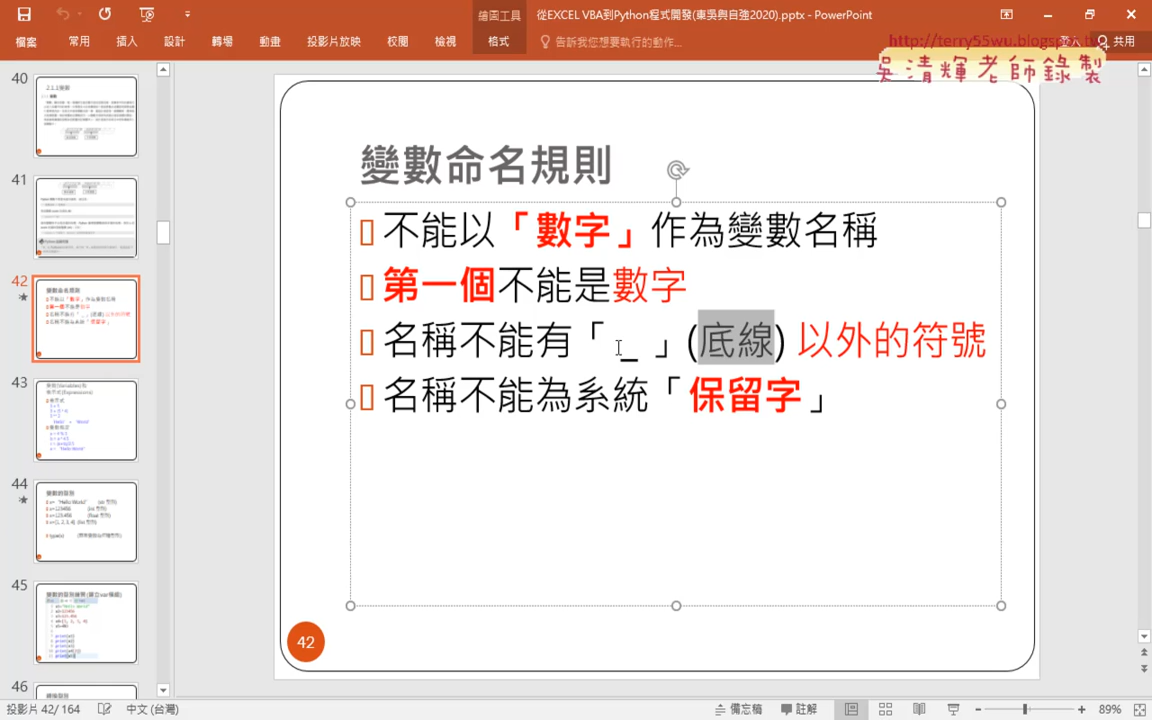 繪圖工具
從EXCEL VBA到Python程式開發(東吳與自強2020).pptx - PowerPoint
檔案 常用 插入 設計 轉場 動畫 投影片放映 校閱 檢視 格式 告訴我您想要執行的動作... 登入 共用
http://terry55wu.blogspot.t
吳清輝老師錄製
40
41
42
43
44
45
46
變數命名規則
不能以「數字」作為變數名稱
第一個不能是數字
名稱不能有「_」(底線) 以外的符號
名稱不能為系統「保留字」
42
投影片 42/ 164 中文 (台灣) 備忘稿 註解 89%